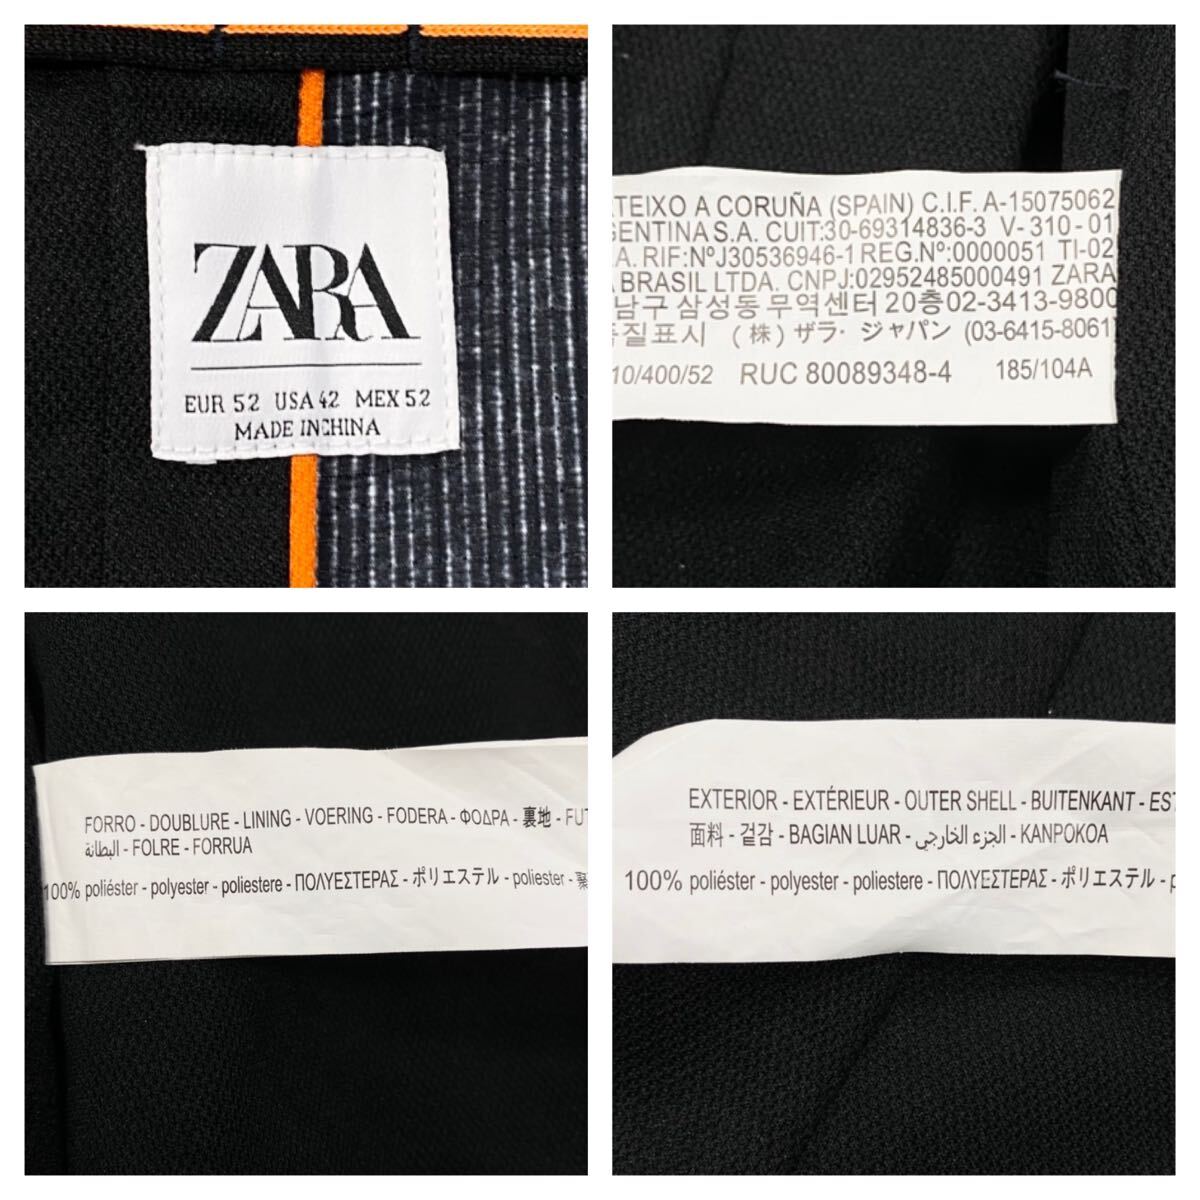 ZARA
EUR 52 USA 42 MEX 52
MADE IN CHINA
TEIXO A CORUÑA (SPAIN) C.I.F. A-15075062
GENTINA S.A. CUIT:30-69314836-3 V-310-01
A. RIF:NºJ30536946-1 REG.Nº:0000051 TI-02
BRASIL LTDA. CNPJ:02952485000491 ZARA
남구 삼성동 무역센터 20층 02-3413-9800
질표시 (株) ザラ・ジャパン (03-6415-8061
10/400/52 RUC 80089348-4 185/104A
FORRO - DOUBLURE - LINING - VOERING - FODERA - ΦΟΔΡΑ - 裏地 - FUT
البطانة - FOLRE - FORRUA
100% poliéster - polyester - poliestere - ΠΟΛΥΕΣΤΕΡΑΣ - ポリエステル - poliester - 聚
EXTERIOR - EXTÉRIEUR - OUTER SHELL - BUITENKANT - EST
面料 - 겉감 - BAGIAN LUAR - الجزء الخارجي - KANPOKOA
100% poliéster - polyester - poliestere - ΠΟΛΥΕΣΤΕΡΑΣ - ポリエステル - p